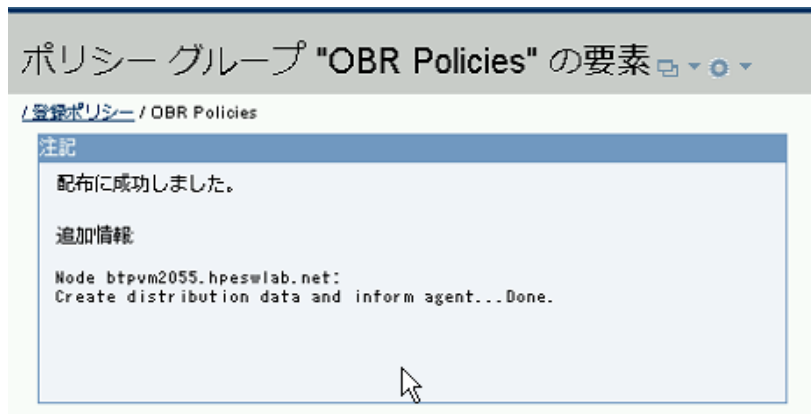 ポリシー グループ "OBR Policies" の要素
/ 登録ポリシー / OBR Policies
注記
配布に成功しました。
追加情報:
Node btpvm2055.hpeswlab.net:
Create distribution data and inform agent...Done.